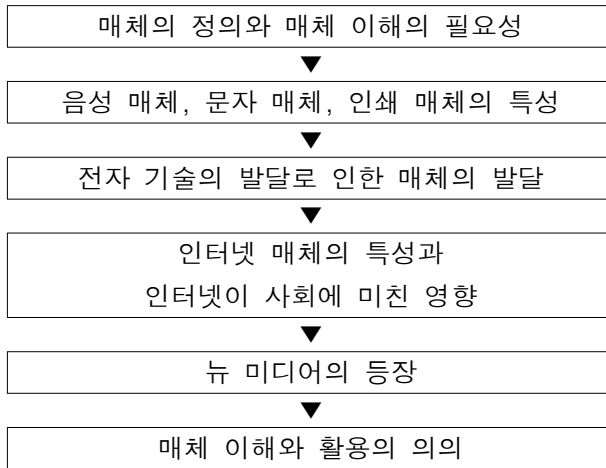 매체의 정의와 매체 이해의 필요성
▼
음성 매체, 문자 매체, 인쇄 매체의 특성
▼
전자 기술의 발달로 인한 매체의 발달
▼
인터넷 매체의 특성과
인터넷이 사회에 미친 영향
▼
뉴 미디어의 등장
▼
매체 이해와 활용의 의의